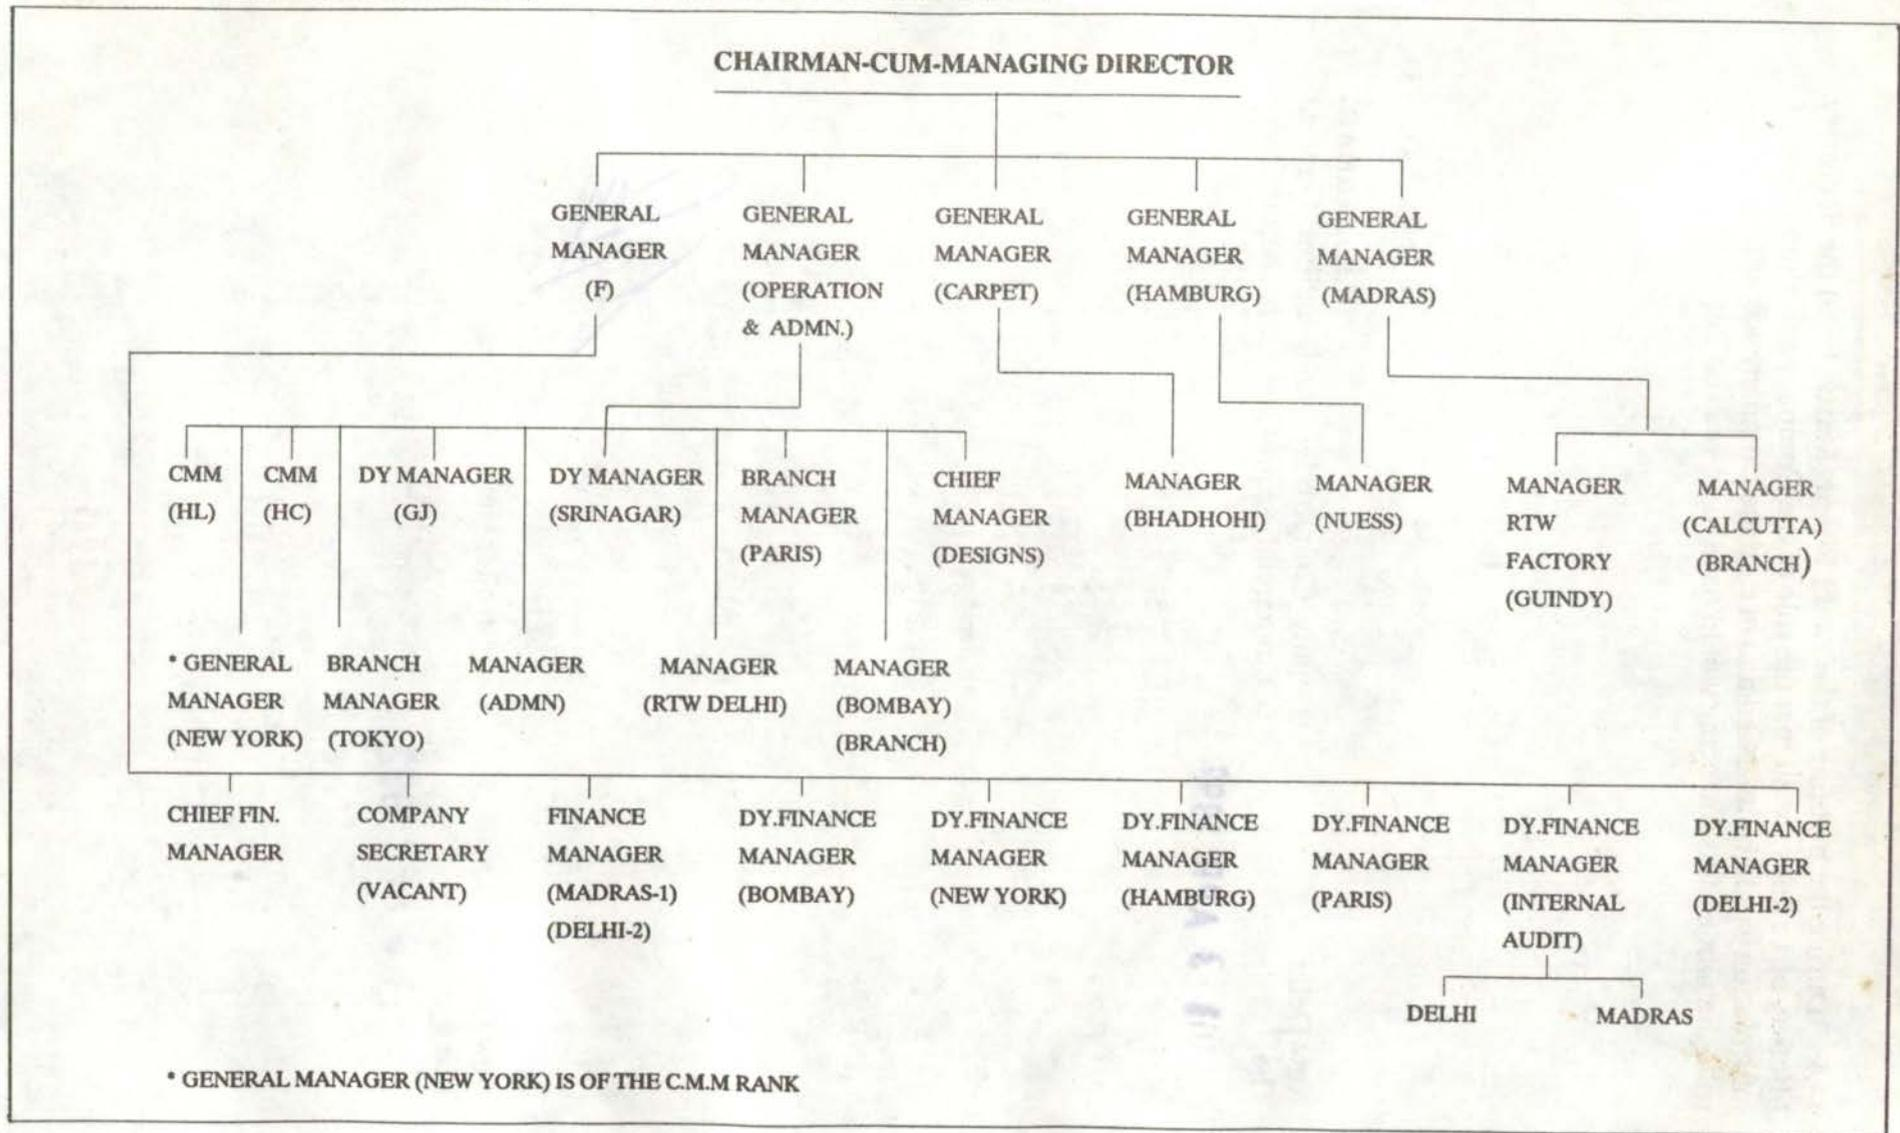 CHAIRMAN-CUM-MANAGING DIRECTOR
GENERAL
MANAGER
(F)
GENERAL
MANAGER
(OPERATION
& ADMN.)
GENERAL
MANAGER
(CARPET)
GENERAL
MANAGER
(HAMBURG)
GENERAL
MANAGER
(MADRAS)
CMM
(HL)
CMM
(HC)
DY MANAGER
(GJ)
DY MANAGER
(SRINAGAR)
BRANCH
MANAGER
(PARIS)
CHIEF
MANAGER
(DESIGNS)
MANAGER
(BHADHOHI)
MANAGER
(NUESS)
MANAGER
RTW
FACTORY
(GUINDY)
MANAGER
(CALCUTTA)
(BRANCH)
* GENERAL
MANAGER
(NEW YORK)
BRANCH
MANAGER
(TOKYO)
MANAGER
(ADMN)
MANAGER
(RTW DELHI)
MANAGER
(BOMBAY)
(BRANCH)
CHIEF FIN.
MANAGER
COMPANY
SECRETARY
(VACANT)
FINANCE
MANAGER
(MADRAS-1)
(DELHI-2)
DY.FINANCE
MANAGER
(BOMBAY)
DY.FINANCE
MANAGER
(NEW YORK)
DY.FINANCE
MANAGER
(HAMBURG)
DY.FINANCE
MANAGER
(PARIS)
DY.FINANCE
MANAGER
(INTERNAL
AUDIT)
DY.FINANCE
MANAGER
(DELHI-2)
DELHI
MADRAS
* GENERAL MANAGER (NEW YORK) IS OF THE C.M.M RANK